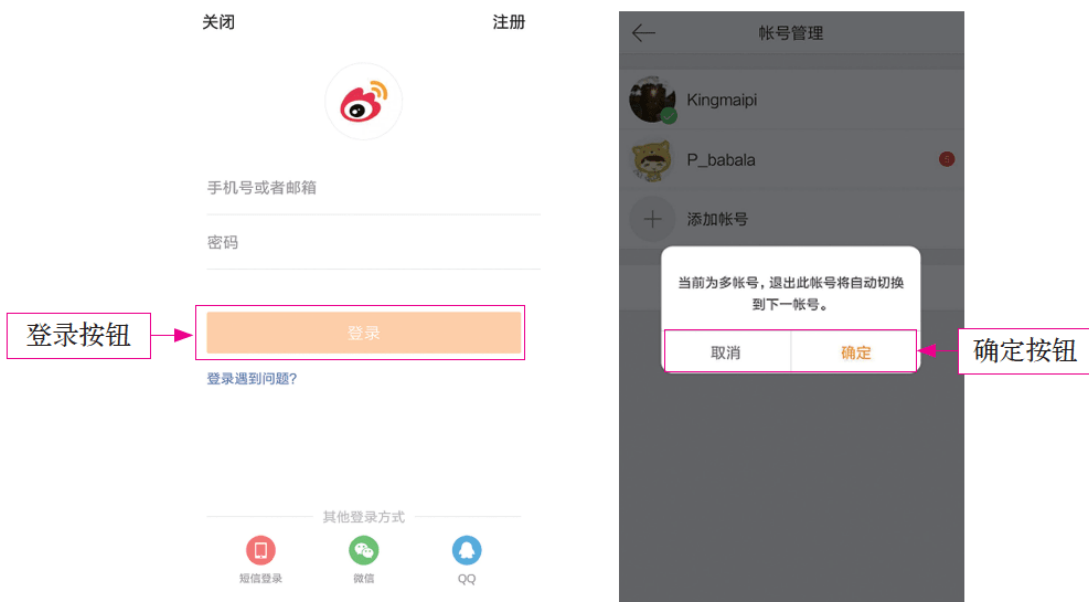 关闭
注册
手机号或者邮箱
密码
登录按钮
登录
登录遇到问题?
其他登录方式
短信登录
微信
QQ
帐号管理
Kingmaipi
P_babala
5
添加帐号
当前为多帐号，退出此帐号将自动切换
到下一帐号。
取消
确定
确定按钮